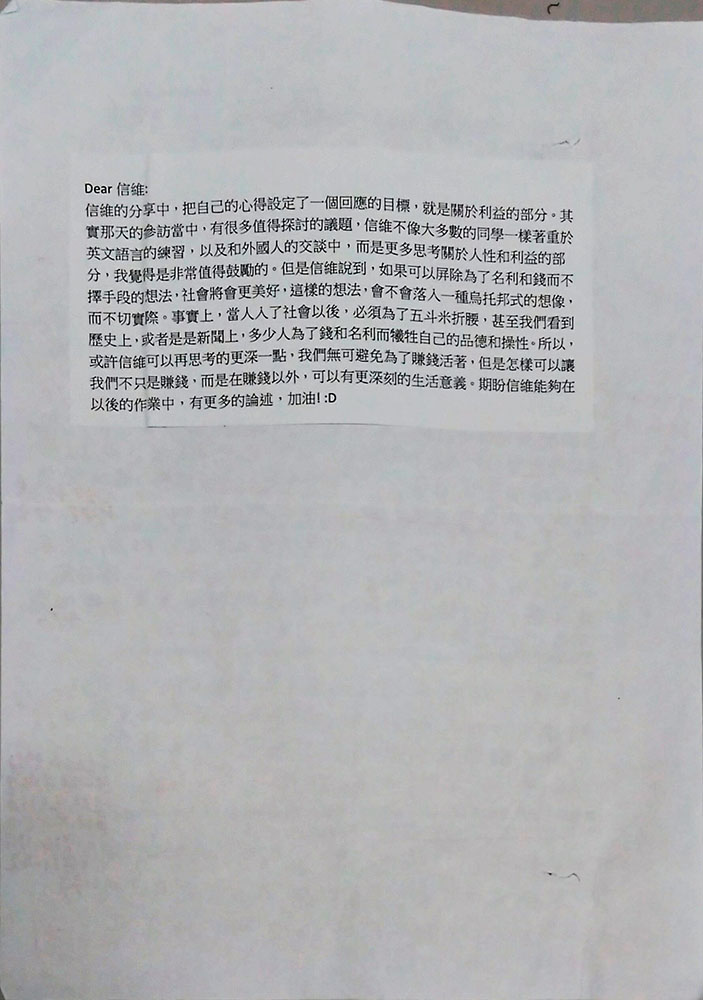 Dear 信維:
信維的分享中，把自己的心得設定了一個回應的目標，就是關於利益的部分。其
實那天的參訪當中，有很多值得探討的議題，信維不像大多數的同學一樣著重於
英文語言的練習，以及和外國人的交談中，而是更多思考關於人性和利益的部
分，我覺得是非常值得鼓勵的。但是信維說到，如果可以屏除為了名利和錢而不
擇手段的想法，社會將會更美好，這樣的想法，會不會落入一種烏托邦式的想像，
而不切實際。事實上，當人入了社會以後，必須為了五斗米折腰，甚至我們看到
歷史上，或者是是新聞上，多少人為了錢和名利而犧牲自己的品德和操性。所以，
或許信維可以再思考的更深一點，我們無可避免為了賺錢活著，但是怎樣可以讓
我們不只是賺錢，而是在賺錢以外，可以有更深刻的生活意義。期盼信維能夠在
以後的作業中，有更多的論述，加油! :D